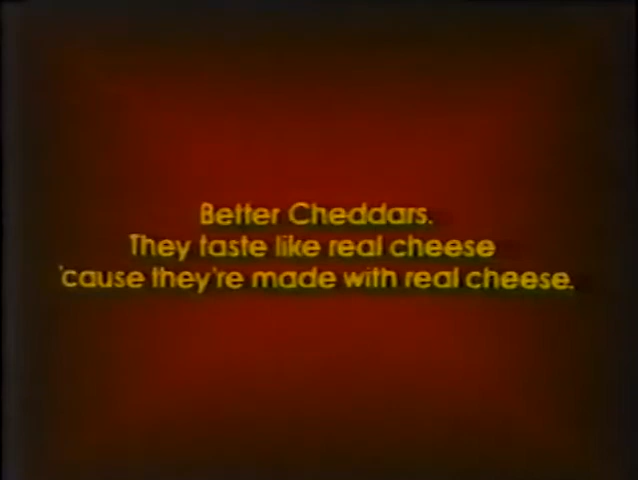 Better Cheddars.
They taste like real cheese
'cause they're made with real cheese.